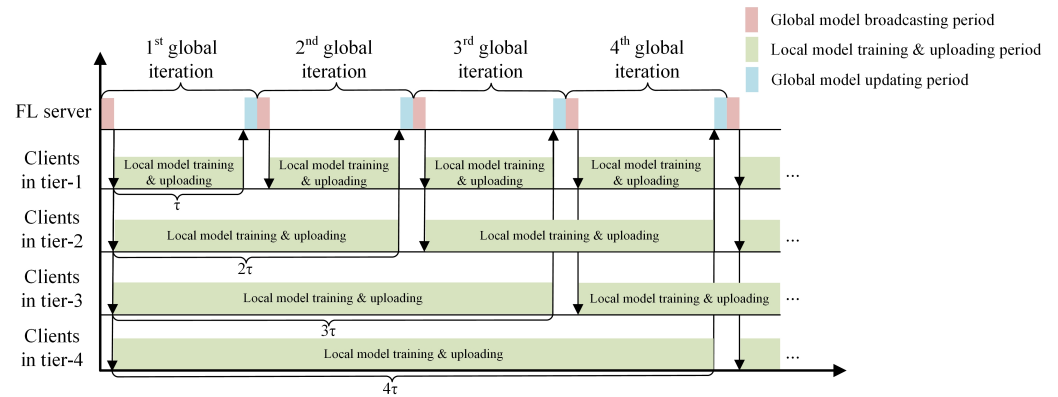 Global model broadcasting period
Local model training & uploading period
Global model updating period
1st global
iteration
2nd global
iteration
3rd global
iteration
4th global
iteration
FL server
Clients
in tier-1
Local model training
& uploading
Local model training
& uploading
Local model training
& uploading
Local model training
& uploading
...
τ
Clients
in tier-2
Local model training & uploading
Local model training & uploading
...
2τ
Clients
in tier-3
Local model training & uploading
Local model training & uploading
...
3τ
Clients
in tier-4
Local model training & uploading
...
4τ